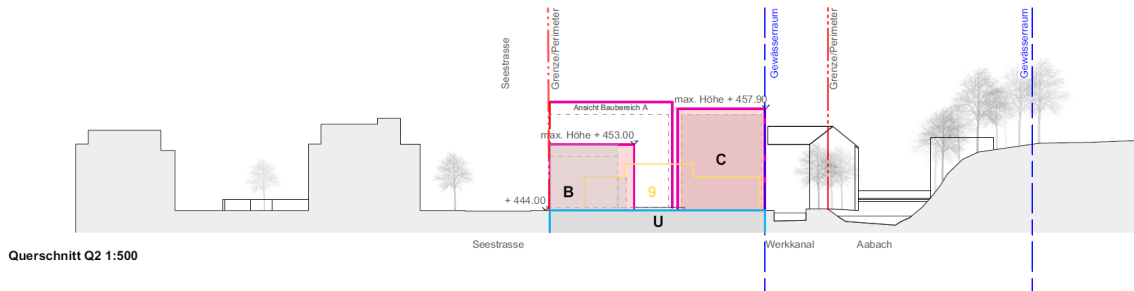 Seestrasse
Grenze/Perimeter
Gewässerraum
Grenze/Perimeter
Gewässerraum
max. Höhe + 457.90
Ansicht Baubereich A
max. Höhe + 453.00
C
B
9
+ 444.00
U
Seestrasse
Werkkanal
Aabach
Querschnitt Q2 1:500